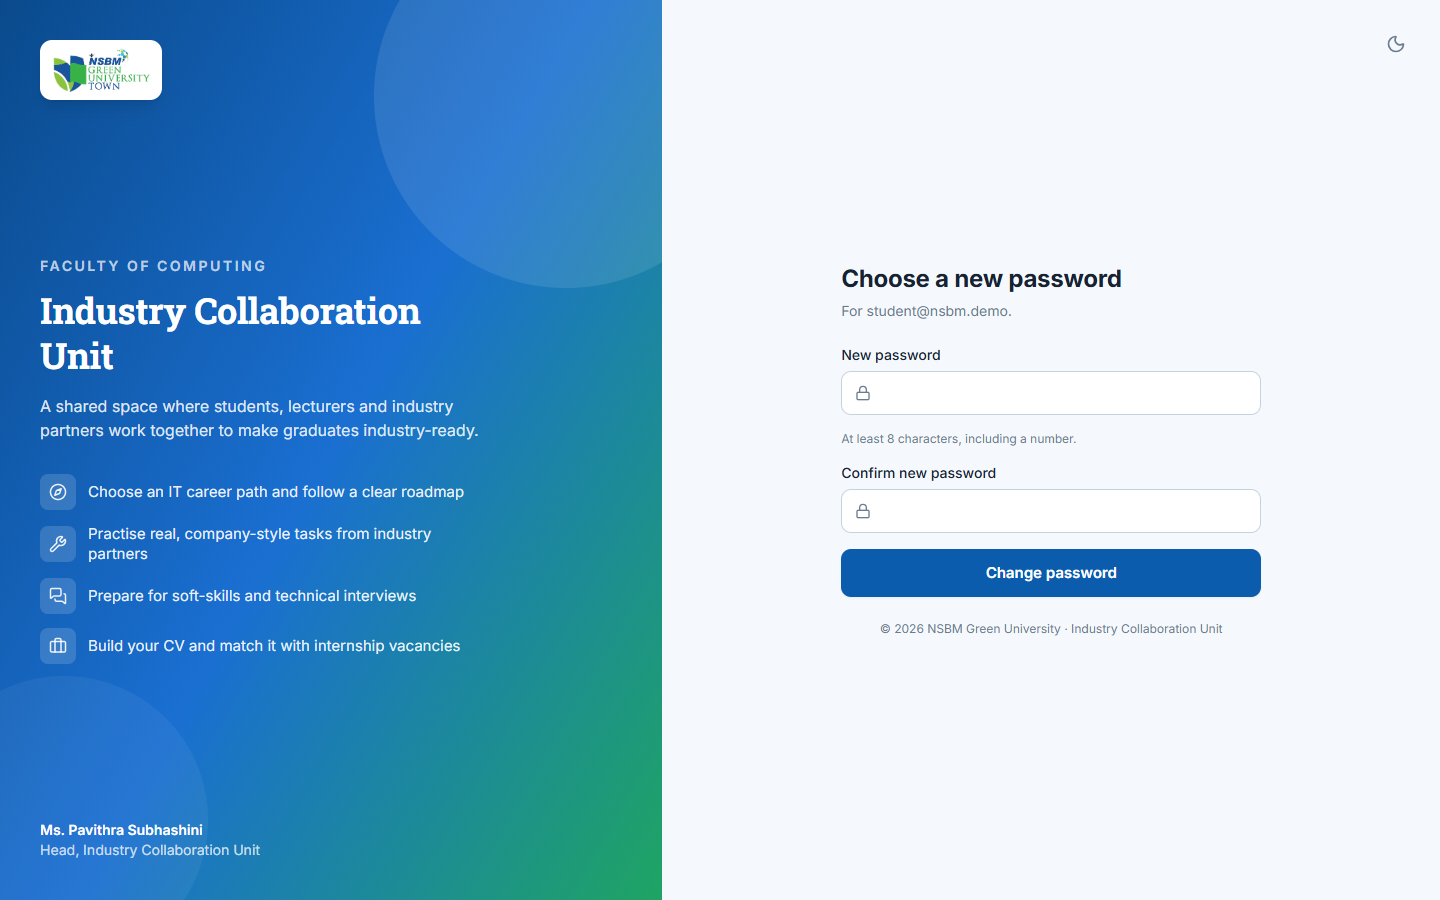 NSBM
GREEN
UNIVERSITY
TOWN
FACULTY OF COMPUTING
Industry Collaboration
Unit
A shared space where students, lecturers and industry
partners work together to make graduates industry-ready.
Choose an IT career path and follow a clear roadmap
Practise real, company-style tasks from industry
partners
Prepare for soft-skills and technical interviews
Build your CV and match it with internship vacancies
Ms. Pavithra Subhashini
Head, Industry Collaboration Unit
Choose a new password
For student@nsbm.demo.
New password
At least 8 characters, including a number.
Confirm new password
Change password
© 2026 NSBM Green University · Industry Collaboration Unit